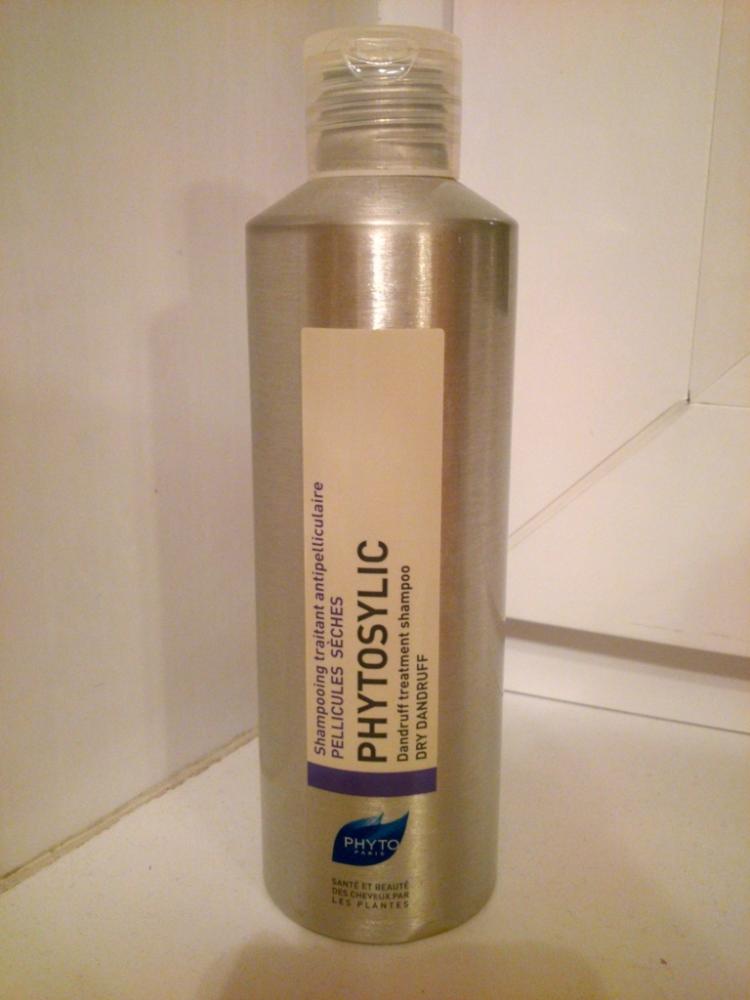 Shampooing traitant antipelliculaire
PELLICULES SÈCHES
PHYTOSYLIC
Dandruff treatment shampoo
DRY DANDRUFF
PHYTO
PARIS
SANTÉ ET BEAUTÉ
DES CHEVEUX PAR
LES PLANTES